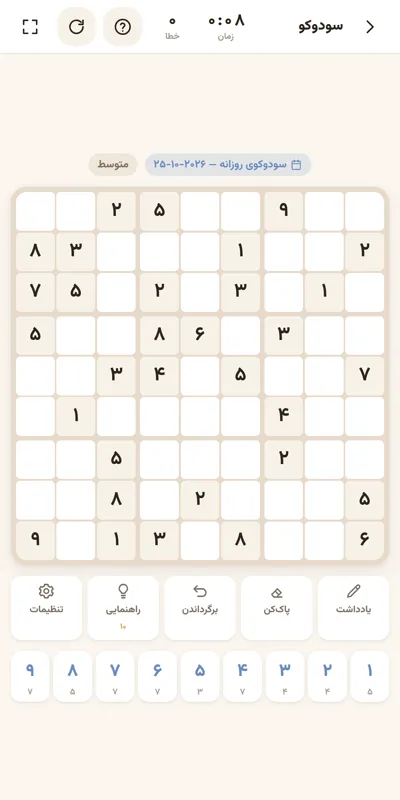 سودوکو
۰:۰۸
زمان
۰
خطا
سودوکوی روزانه — ۲۰۲۶-۱۰-۲۵
متوسط
۲ ۵ ۹
۸ ۳ ۱ ۲
۷ ۵ ۲ ۳ ۱
۵ ۸ ۶ ۳
۳ ۴ ۵ ۷
۱ ۴
۵ ۲
۸ ۲ ۵
۹ ۱ ۳ ۸ ۶
یادداشت
پاک‌کن
برگرداندن
راهنمایی
۱۰
تنظیمات
۹ ۸ ۷ ۶ ۵ ۴ ۳ ۲ ۱
۷ ۵ ۷ ۷ ۳ ۷ ۴ ۴ ۵